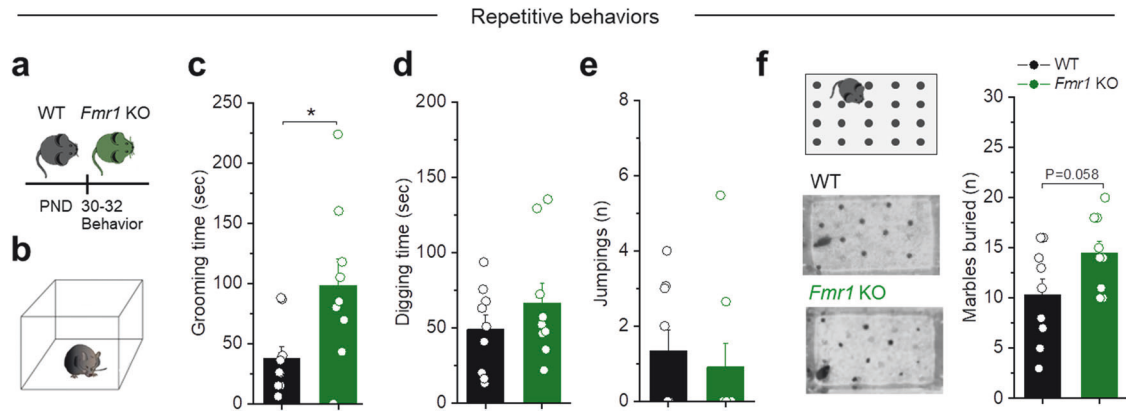 Repetitive behaviors
a
WT Fmr1 KO
PND 30-32
Behavior
b
c
Grooming time (sec)
250
200
150
100
50
0
*
d
Digging time (sec)
200
150
100
50
0
e
Jumpings (n)
8
6
4
2
0
f
WT
Fmr1 KO
WT
Fmr1 KO
Marbles buried (n)
30
25
20
15
10
5
0
P=0.058